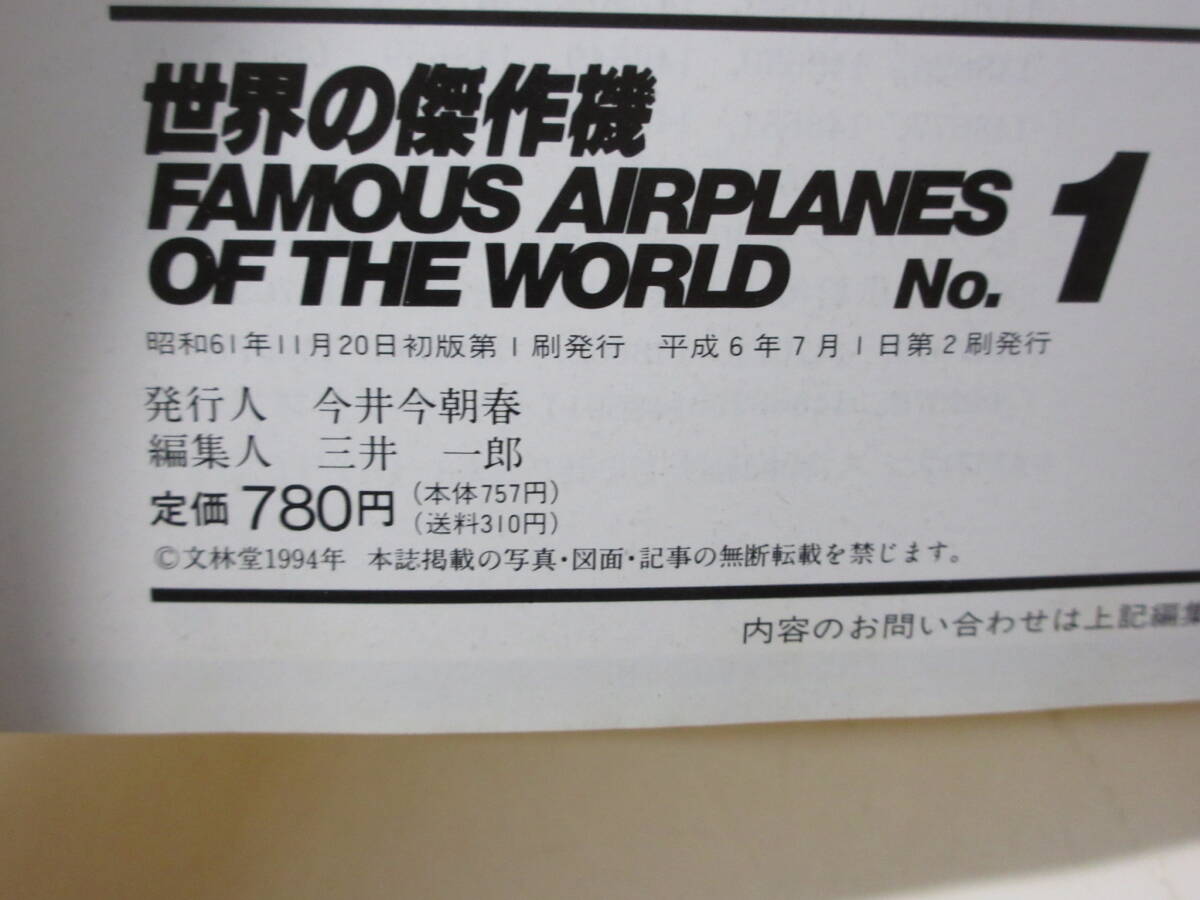 世界の傑作機
FAMOUS AIRPLANES
OF THE WORLD No. 1
昭和61年11月20日初版第1刷発行 平成6年7月1日第2刷発行
発行人 今井今朝春
編集人 三井 一郎
定価780円（本体757円）
（送料310円）
©文林堂1994年 本誌掲載の写真・図面・記事の無断転載を禁じます。
内容のお問い合わせは上記編集